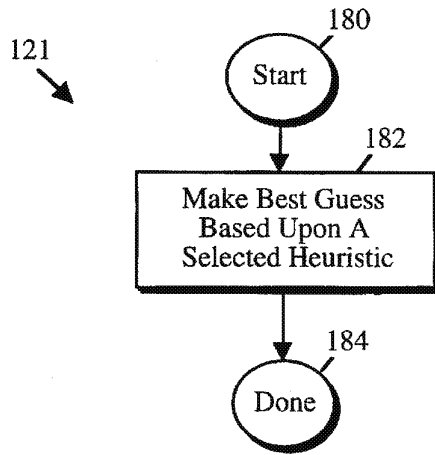 121
180
Start
182
Make Best Guess
Based Upon A
Selected Heuristic
184
Done